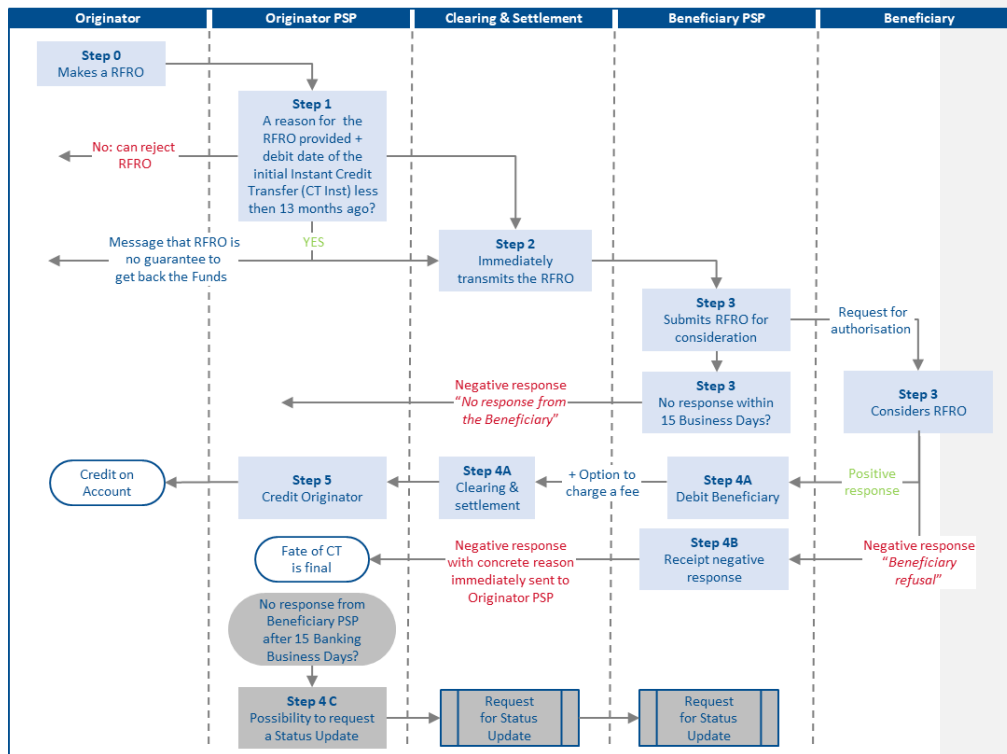 Originator
Originator PSP
Clearing & Settlement
Beneficiary PSP
Beneficiary
Step 0
Makes a RFRO
Step 1
A reason for the
RFRO provided +
debit date of the
initial Instant Credit
Transfer (CT Inst) less
then 13 months ago?
No: can reject
RFRO
YES
Message that RFRO is
no guarantee to
get back the Funds
Step 2
Immediately
transmits the RFRO
Step 3
Submits RFRO for
consideration
Request for
authorisation
Step 3
No response within
15 Business Days?
Negative response
"No response from
the Beneficiary"
Step 3
Considers RFRO
Positive
response
Step 4A
Debit Beneficiary
+ Option to
charge a fee
Step 4A
Clearing &
settlement
Step 5
Credit Originator
Credit on
Account
Negative response
"Beneficiary
refusal"
Step 4B
Receipt negative
response
Negative response
with concrete reason
immediately sent to
Originator PSP
Fate of CT
is final
No response from
Beneficiary PSP
after 15 Banking
Business Days?
Step 4 C
Possibility to request
a Status Update
Request
for Status
Update
Request
for Status
Update